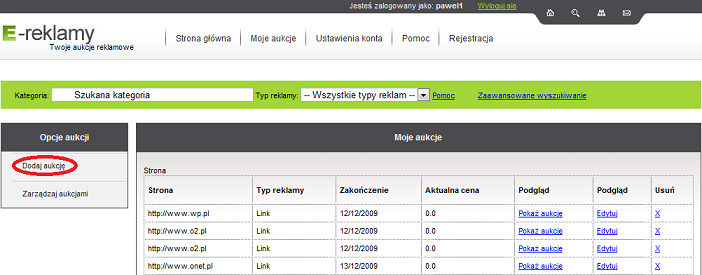 Jesteś zalogowany jako: pawel1 Wyloguj się
E-reklamy
Twoje aukcje reklamowe
Strona główna Moje aukcje Ustawienia konta Pomoc Rejestracja
Kategoria: Szukana kategoria Typ reklamy: -- Wszystkie typy reklam -- Pomoc Zaawansowane wyszukiwanie
Opcje aukcji
Dodaj aukcję
Zarządzaj aukcjami
Moje aukcje
Strona
Strona Typ reklamy Zakończenie Aktualna cena Podgląd Podgląd Usuń
http://www.wp.pl Link 12/12/2009 0.0 Pokaż aukcje Edytuj X
http://www.o2.pl Link 12/12/2009 0.0 Pokaż aukcje Edytuj X
http://www.o2.pl Link 12/12/2009 0.0 Pokaż aukcje Edytuj X
http://www.onet.pl Link 13/12/2009 0.0 Pokaż aukcje Edytuj X